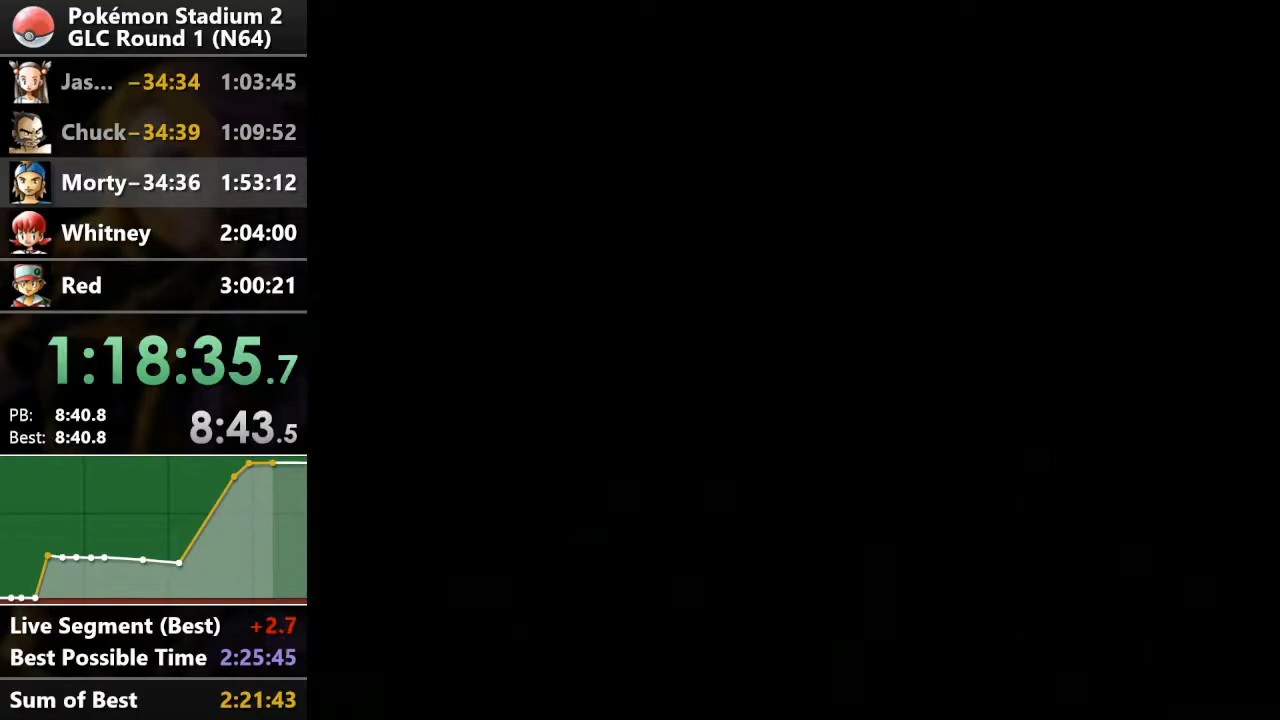 Pokémon Stadium 2
GLC Round 1 (N64)
Jas... −34:34 1:03:45
Chuck −34:39 1:09:52
Morty −34:36 1:53:12
Whitney 2:04:00
Red 3:00:21
1:18:35.7
PB: 8:40.8
Best: 8:40.8
8:43.5
Live Segment (Best) +2.7
Best Possible Time 2:25:45
Sum of Best 2:21:43